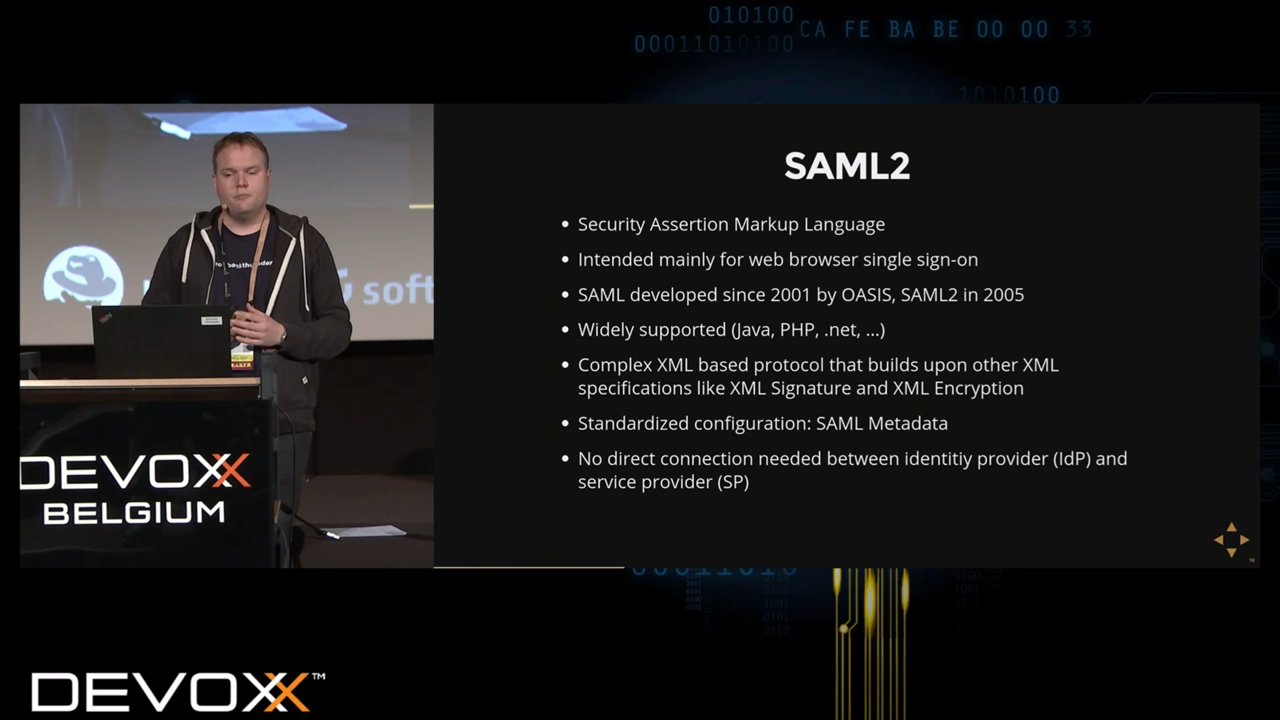 010100
CA FE BA BE 00 00 33
00011010100
1010100
SAML2
• Security Assertion Markup Language
• Intended mainly for web browser single sign-on
• SAML developed since 2001 by OASIS, SAML2 in 2005
• Widely supported (Java, PHP, .net, ...)
• Complex XML based protocol that builds upon other XML
specifications like XML Signature and XML Encryption
• Standardized configuration: SAML Metadata
• No direct connection needed between identitiy provider (IdP) and
service provider (SP)
soft
DEVOXX
BELGIUM
DEVOXX™